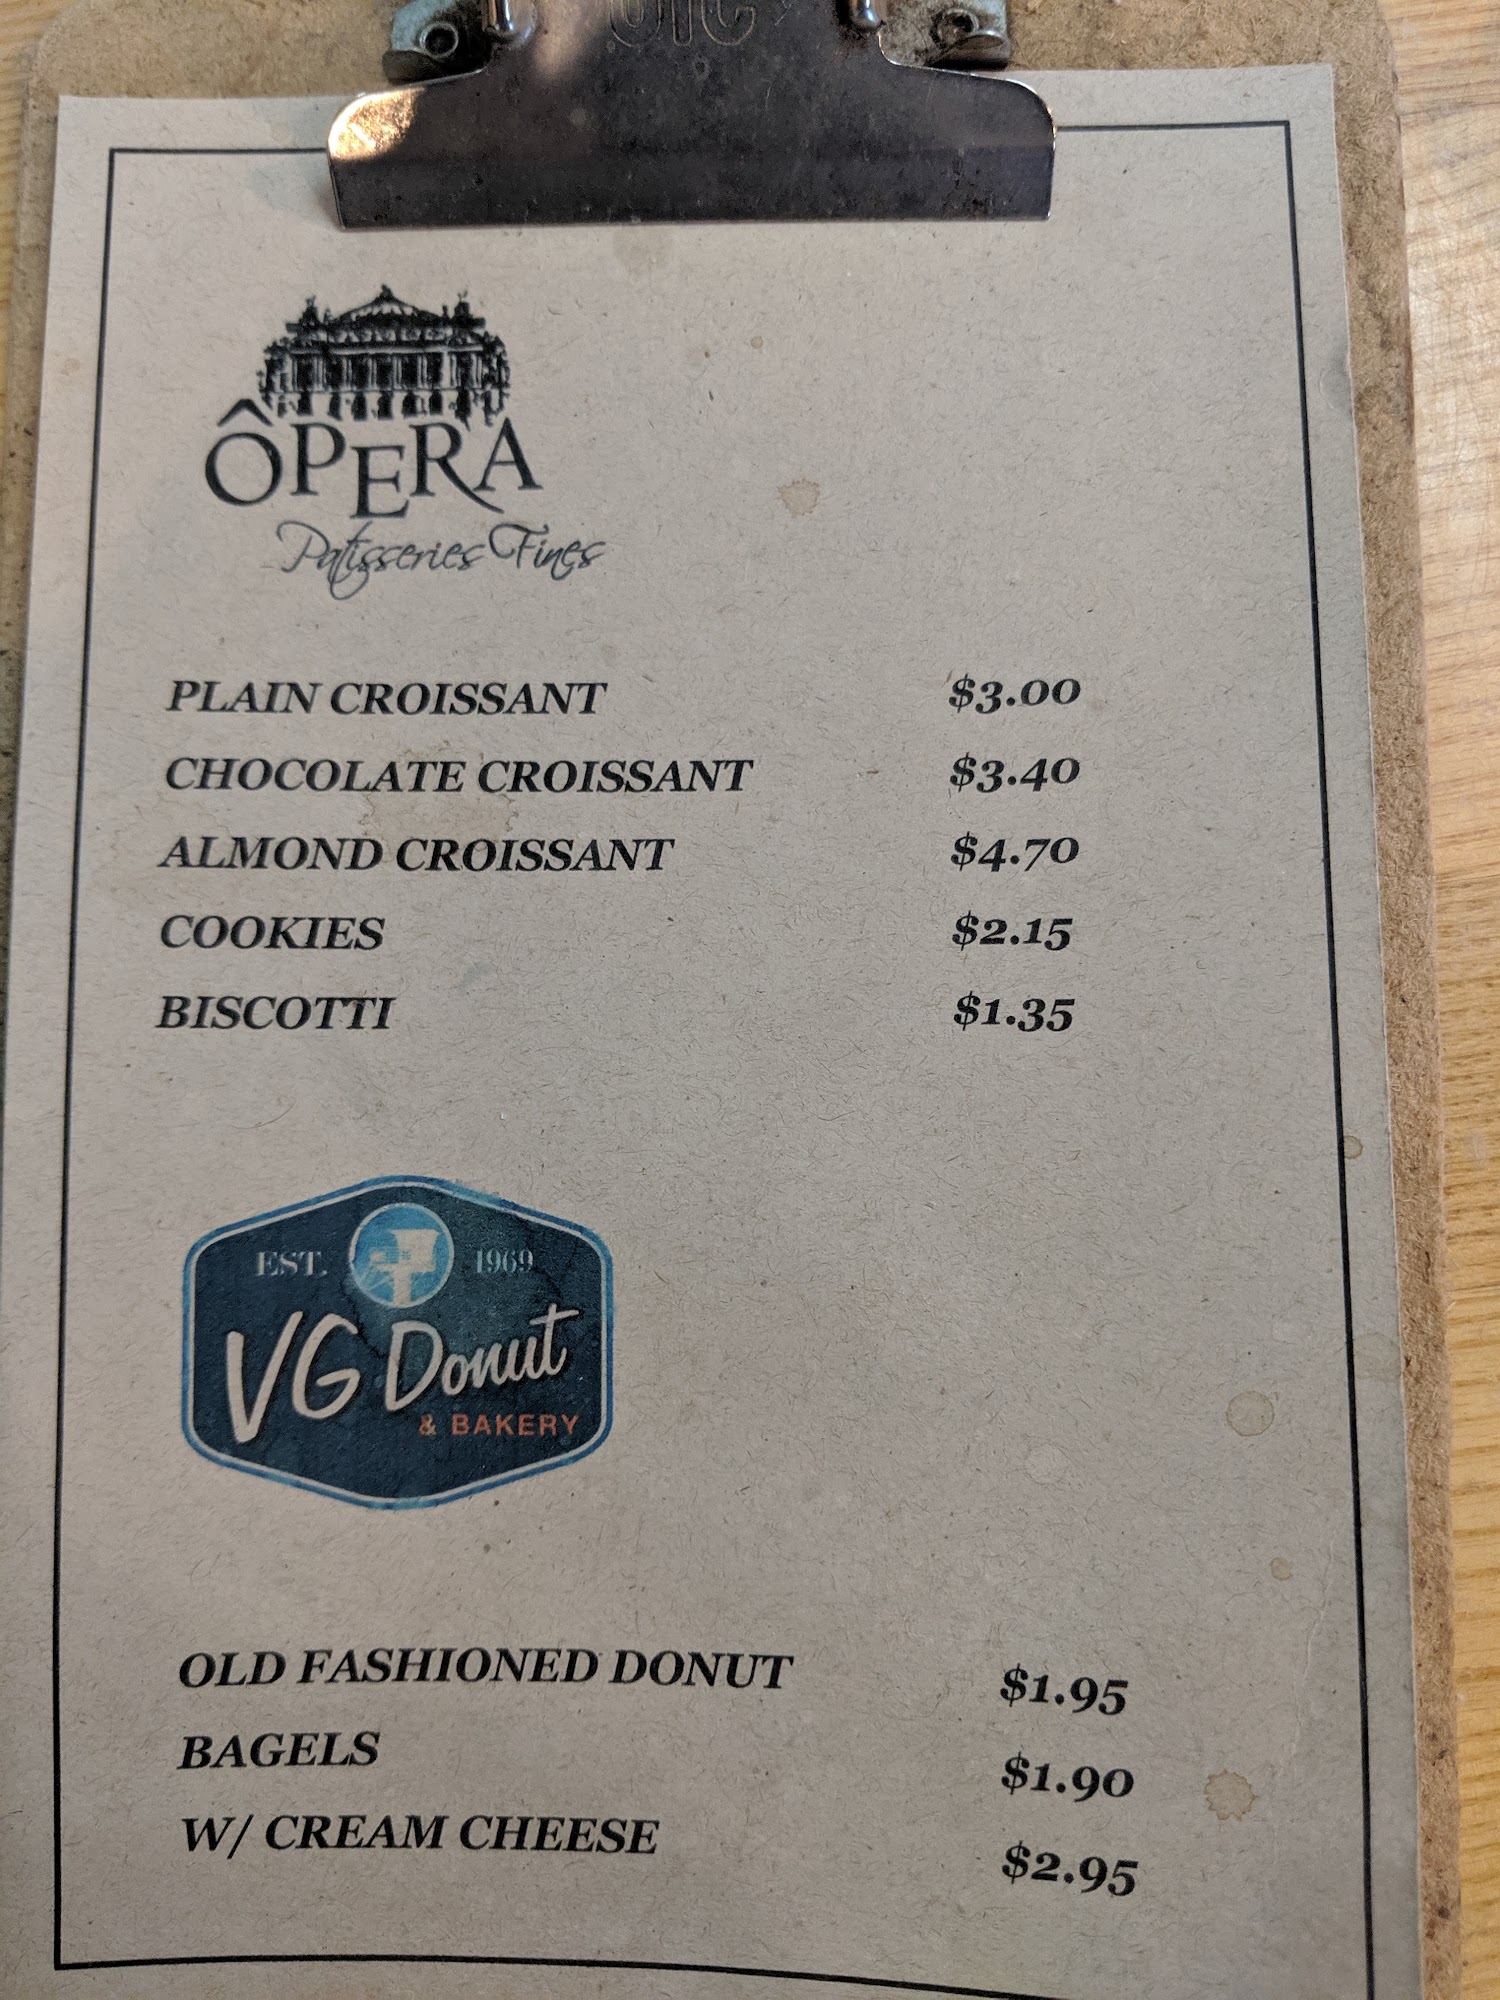 ÔPERA
Patisseries Fines
PLAIN CROISSANT $3.00
CHOCOLATE CROISSANT $3.40
ALMOND CROISSANT $4.70
COOKIES $2.15
BISCOTTI $1.35
EST. 1969
VG Donut
& BAKERY
OLD FASHIONED DONUT $1.95
BAGELS $1.90
W/ CREAM CHEESE $2.95